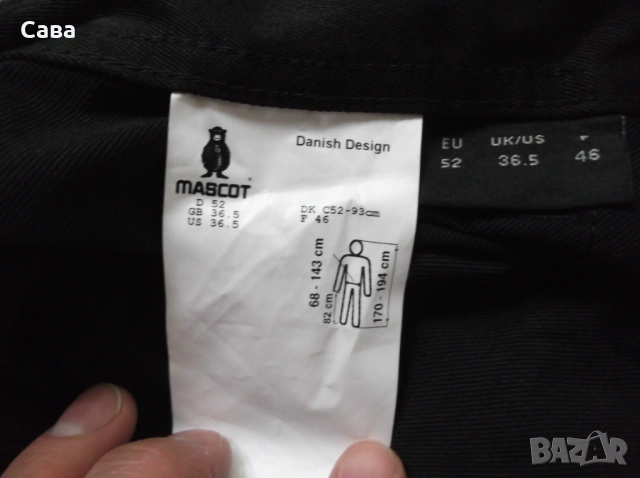 Сава
Danish Design
MASCOT
D 52
GB 36.5
US 36.5
DK C52-93cm
F 46
68 - 143 cm
82 cm
170 - 194 cm
EU UK/US F
52 36.5 46
BAZAR